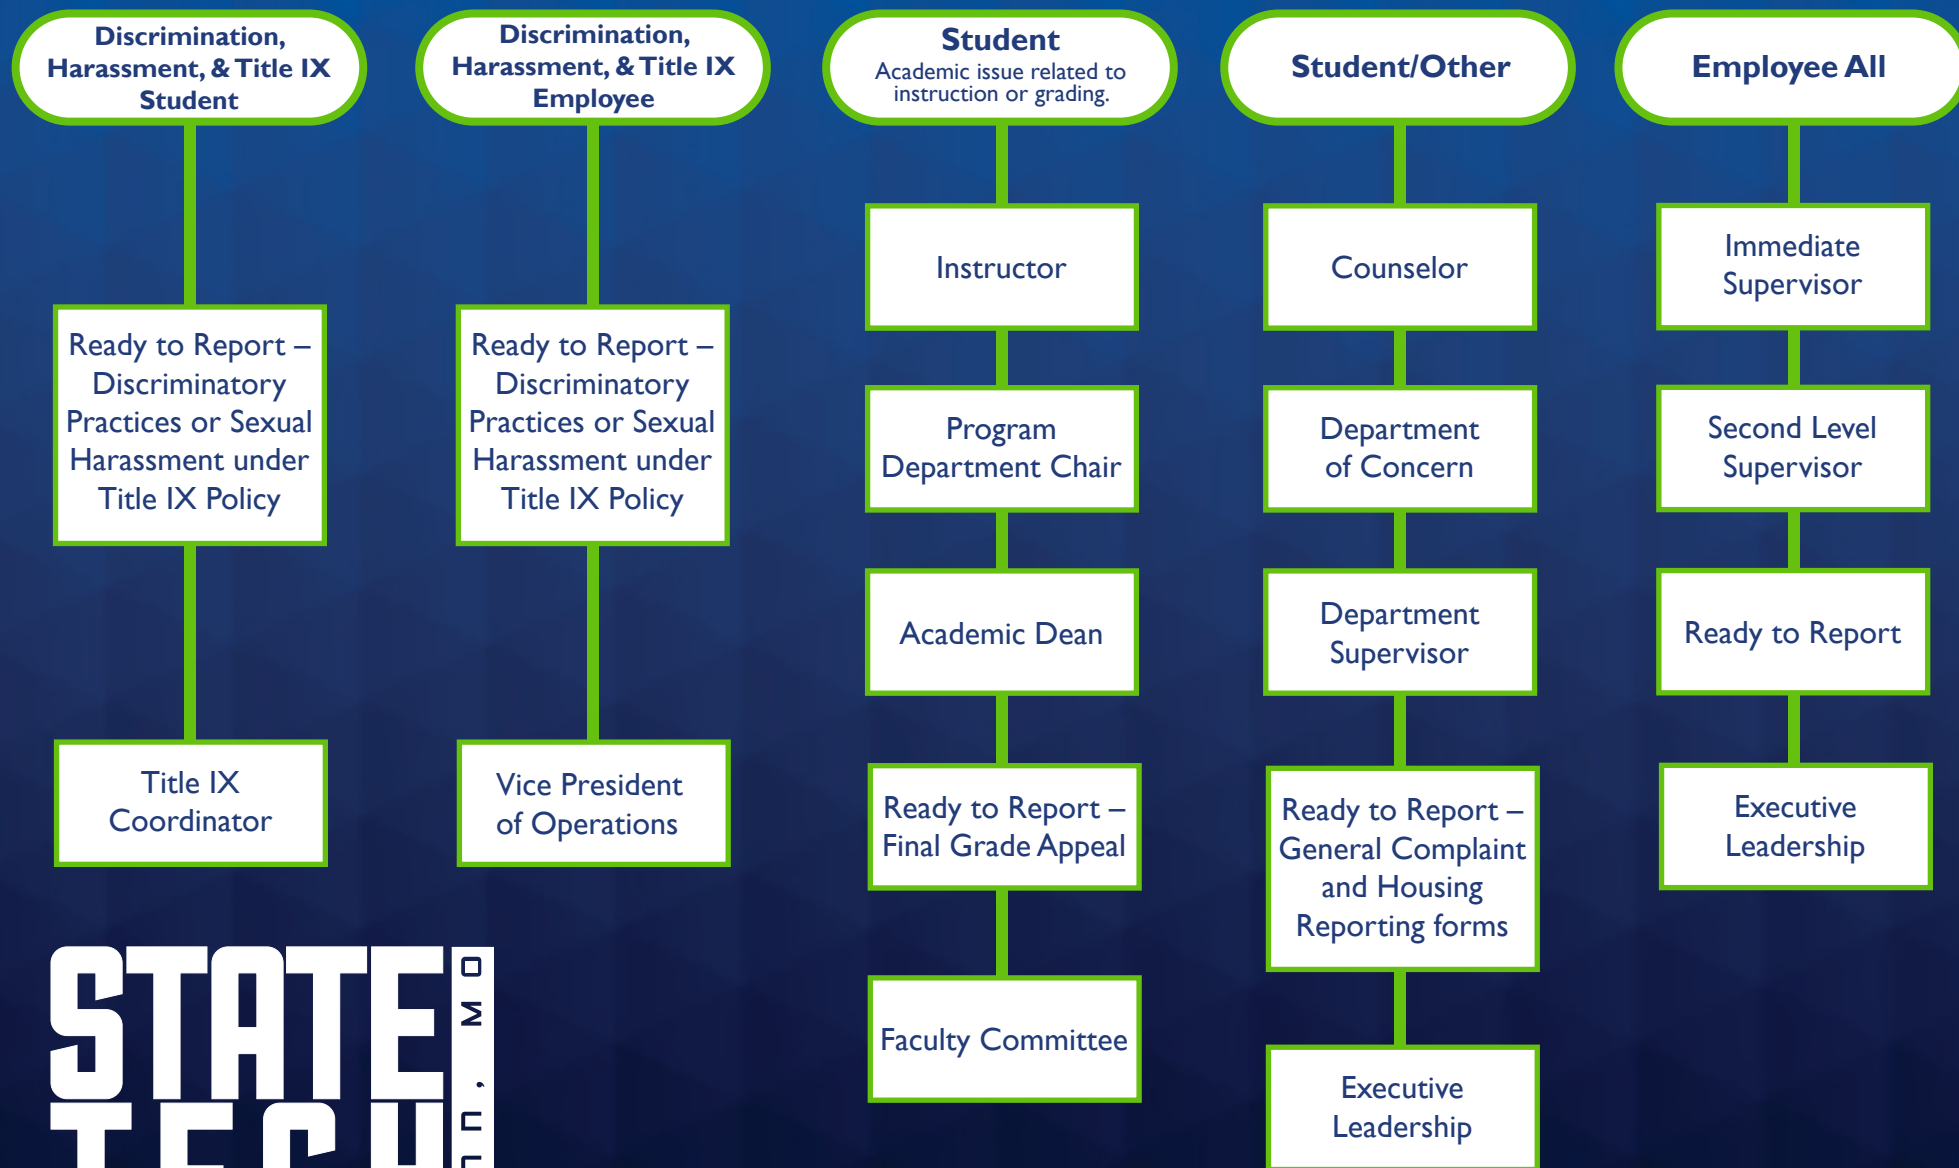 Discrimination,
Harassment, & Title IX
Student
Ready to Report –
Discriminatory
Practices or Sexual
Harassment under
Title IX Policy
Title IX
Coordinator
Discrimination,
Harassment, & Title IX
Employee
Ready to Report –
Discriminatory
Practices or Sexual
Harassment under
Title IX Policy
Vice President
of Operations
Student
Academic issue related to
instruction or grading.
Instructor
Program
Department Chair
Academic Dean
Ready to Report –
Final Grade Appeal
Faculty Committee
Student/Other
Counselor
Department
of Concern
Department
Supervisor
Ready to Report –
General Complaint
and Housing
Reporting forms
Executive
Leadership
Employee All
Immediate
Supervisor
Second Level
Supervisor
Ready to Report
Executive
Leadership
STATE
TECH
MO